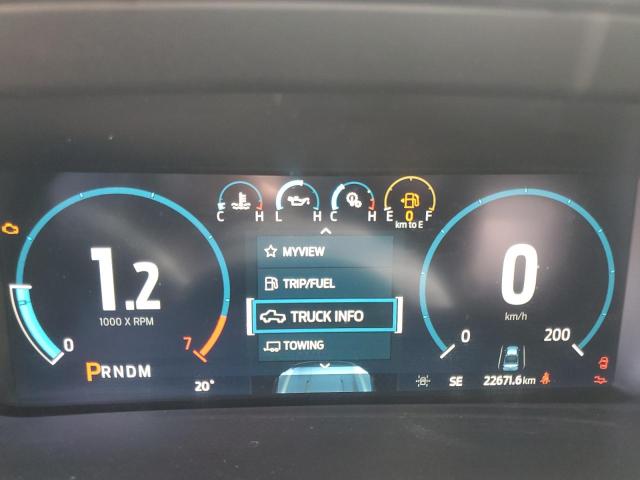 C H L H C H E 0 F
km to E
MYVIEW
TRIP/FUEL
TRUCK INFO
TOWING
1.2
1000 X RPM
0 7
PRNDM
20°
0
km/h
0 200
SE 22671.6 km